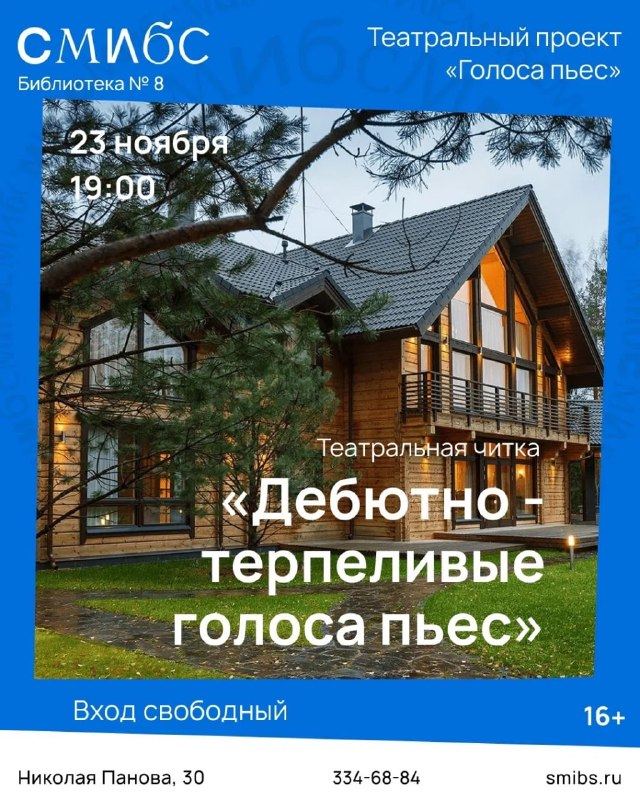 смибс
Библиотека № 8
Театральный проект
«Голоса пьес»
23 ноября
19:00
Театральная читка
«Дебютно -
терпеливые
голоса пьес»
Вход свободный
16+
Николая Панова, 30
334-68-84
smibs.ru